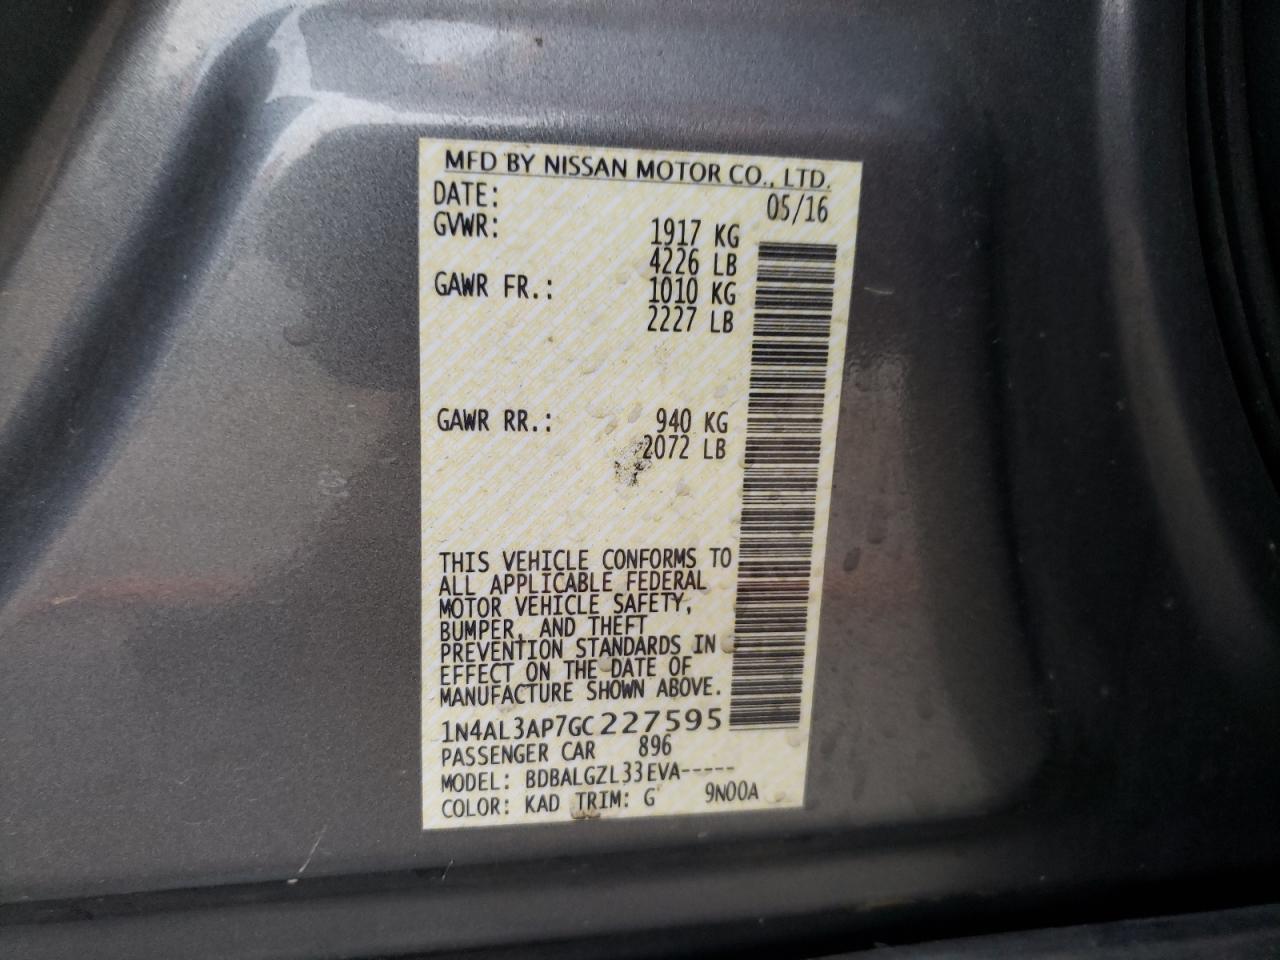 MFD BY NISSAN MOTOR CO., LTD.
DATE: 05/16
GVWR: 1917 KG
4226 LB
GAWR FR.: 1010 KG
2227 LB
GAWR RR.: 940 KG
2072 LB
THIS VEHICLE CONFORMS TO
ALL APPLICABLE FEDERAL
MOTOR VEHICLE SAFETY,
BUMPER, AND THEFT
PREVENTION STANDARDS IN
EFFECT ON THE DATE OF
MANUFACTURE SHOWN ABOVE.
1N4AL3AP7GC227595
PASSENGER CAR 896
MODEL: BDBALGZL33EVA-----
COLOR: KAD TRIM: G 9N00A